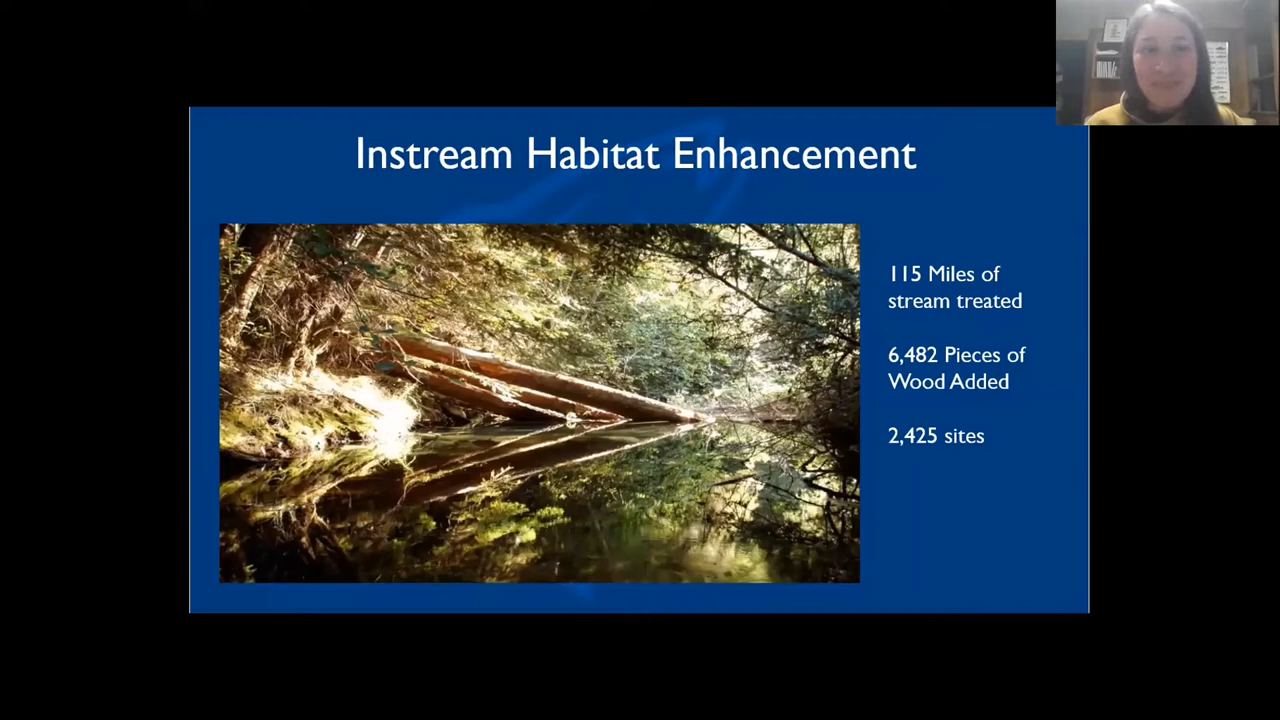 Instream Habitat Enhancement
115 Miles of
stream treated
6,482 Pieces of
Wood Added
2,425 sites